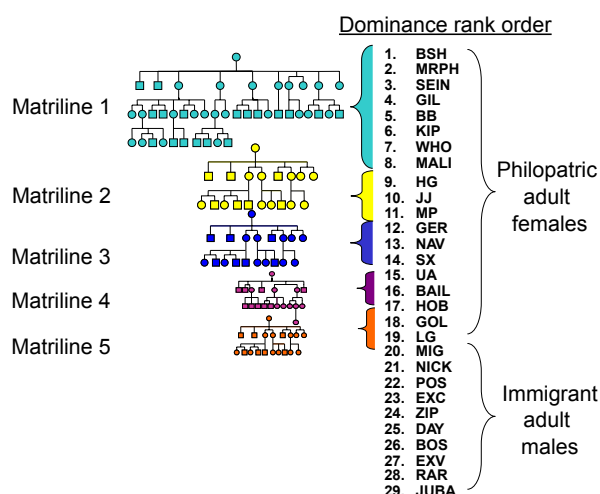 Dominance rank order
Matriline 1
Matriline 2
Matriline 3
Matriline 4
Matriline 5
1. BSH
2. MRPH
3. SEIN
4. GIL
5. BB
6. KIP
7. WHO
8. MALI
9. HG
10. JJ
11. MP
12. GER
13. NAV
14. SX
15. UA
16. BAIL
17. HOB
18. GOL
19. LG
20. MIG
21. NICK
22. POS
23. EXC
24. ZIP
25. DAY
26. BOS
27. EXV
28. RAR
29. JUBA
Philopatric
adult
females
Immigrant
adult
males